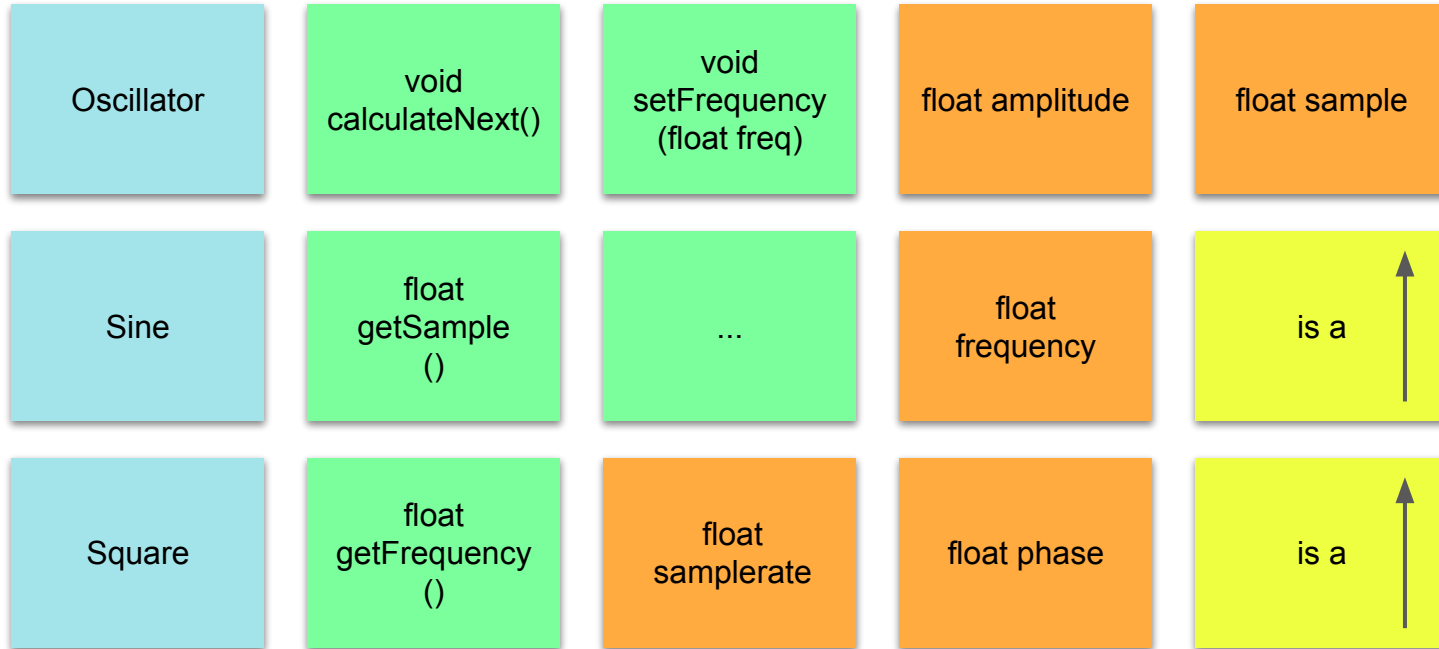 Oscillator
void
calculateNext()
void
setFrequency
(float freq)
float amplitude
float sample
Sine
float
getSample
()
...
float
frequency
is a
Square
float
getFrequency
()
float
samplerate
float phase
is a